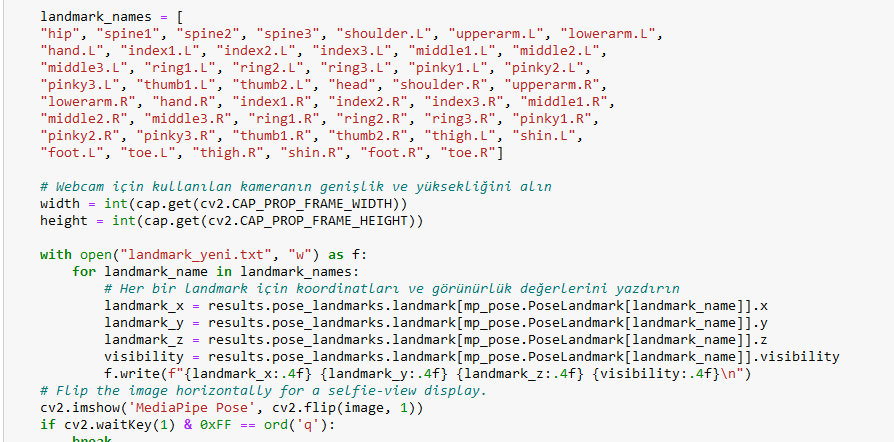 landmark_names = [
"hip", "spine1", "spine2", "spine3", "shoulder.L", "upperarm.L", "lowerarm.L",
"hand.L", "index1.L", "index2.L", "index3.L", "middle1.L", "middle2.L",
"middle3.L", "ring1.L", "ring2.L", "ring3.L", "pinky1.L", "pinky2.L",
"pinky3.L", "thumb1.L", "thumb2.L", "head", "shoulder.R", "upperarm.R",
"lowerarm.R", "hand.R", "index1.R", "index2.R", "index3.R", "middle1.R",
"middle2.R", "middle3.R", "ring1.R", "ring2.R", "ring3.R", "pinky1.R",
"pinky2.R", "pinky3.R", "thumb1.R", "thumb2.R", "thigh.L", "shin.L",
"foot.L", "toe.L", "thigh.R", "shin.R", "foot.R", "toe.R"]
# Webcam için kullanılan kameranın genişlik ve yüksekliğini alın
width = int(cap.get(cv2.CAP_PROP_FRAME_WIDTH))
height = int(cap.get(cv2.CAP_PROP_FRAME_HEIGHT))
with open("landmark_yeni.txt", "w") as f:
for landmark_name in landmark_names:
# Her bir landmark için koordinatları ve görünürlük değerlerini yazdırın
landmark_x = results.pose_landmarks.landmark[mp_pose.PoseLandmark[landmark_name]].x
landmark_y = results.pose_landmarks.landmark[mp_pose.PoseLandmark[landmark_name]].y
landmark_z = results.pose_landmarks.landmark[mp_pose.PoseLandmark[landmark_name]].z
visibility = results.pose_landmarks.landmark[mp_pose.PoseLandmark[landmark_name]].visibility
f.write(f"{landmark_x:.4f} {landmark_y:.4f} {landmark_z:.4f} {visibility:.4f}\n")
# Flip the image horizontally for a selfie-view display.
cv2.imshow('MediaPipe Pose', cv2.flip(image, 1))
if cv2.waitKey(1) & 0xFF == ord('q'):
break